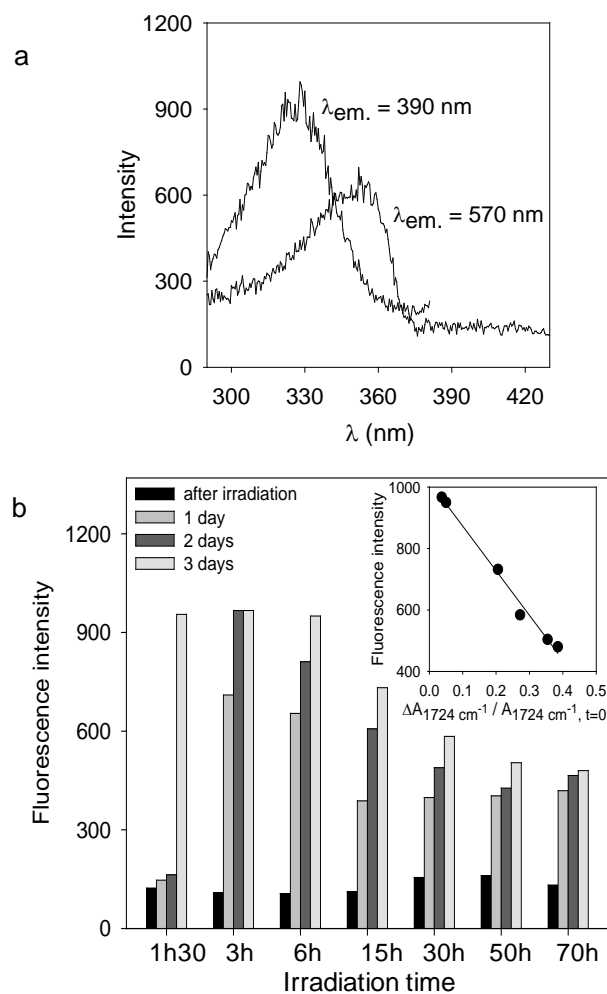 a
1200
900
600
300
0
Intensity
λem. = 390 nm
λem. = 570 nm
300 330 360 390 420
λ (nm)
b
after irradiation
1 day
2 days
3 days
1200
900
600
300
0
Fluorescence intensity
1000
800
600
400
Fluorescence intensity
0.0 0.1 0.2 0.3 0.4 0.5
ΔA1724 cm-1 / A1724 cm-1, t=0
1h30 3h 6h 15h 30h 50h 70h
Irradiation time